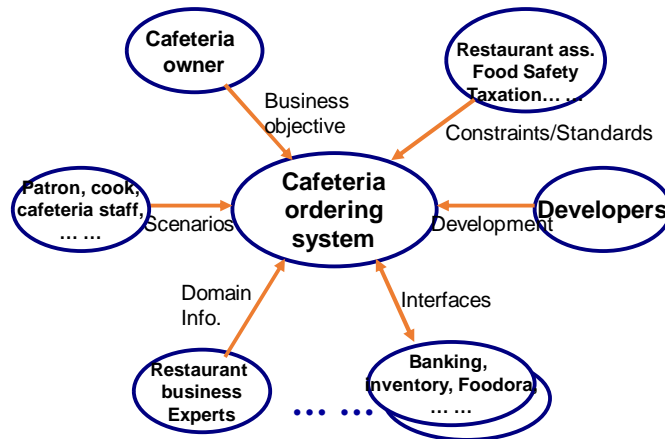 Cafeteria
owner
Restaurant ass.
Food Safety
Taxation… …
Business
objective
Constraints/Standards
Patron, cook,
cafeteria staff,
… …
Scenarios
Cafeteria
ordering
system
Development
Developers
Domain
Info.
Interfaces
Restaurant
business
Experts
… …
Banking,
inventory, Foodora,
… …